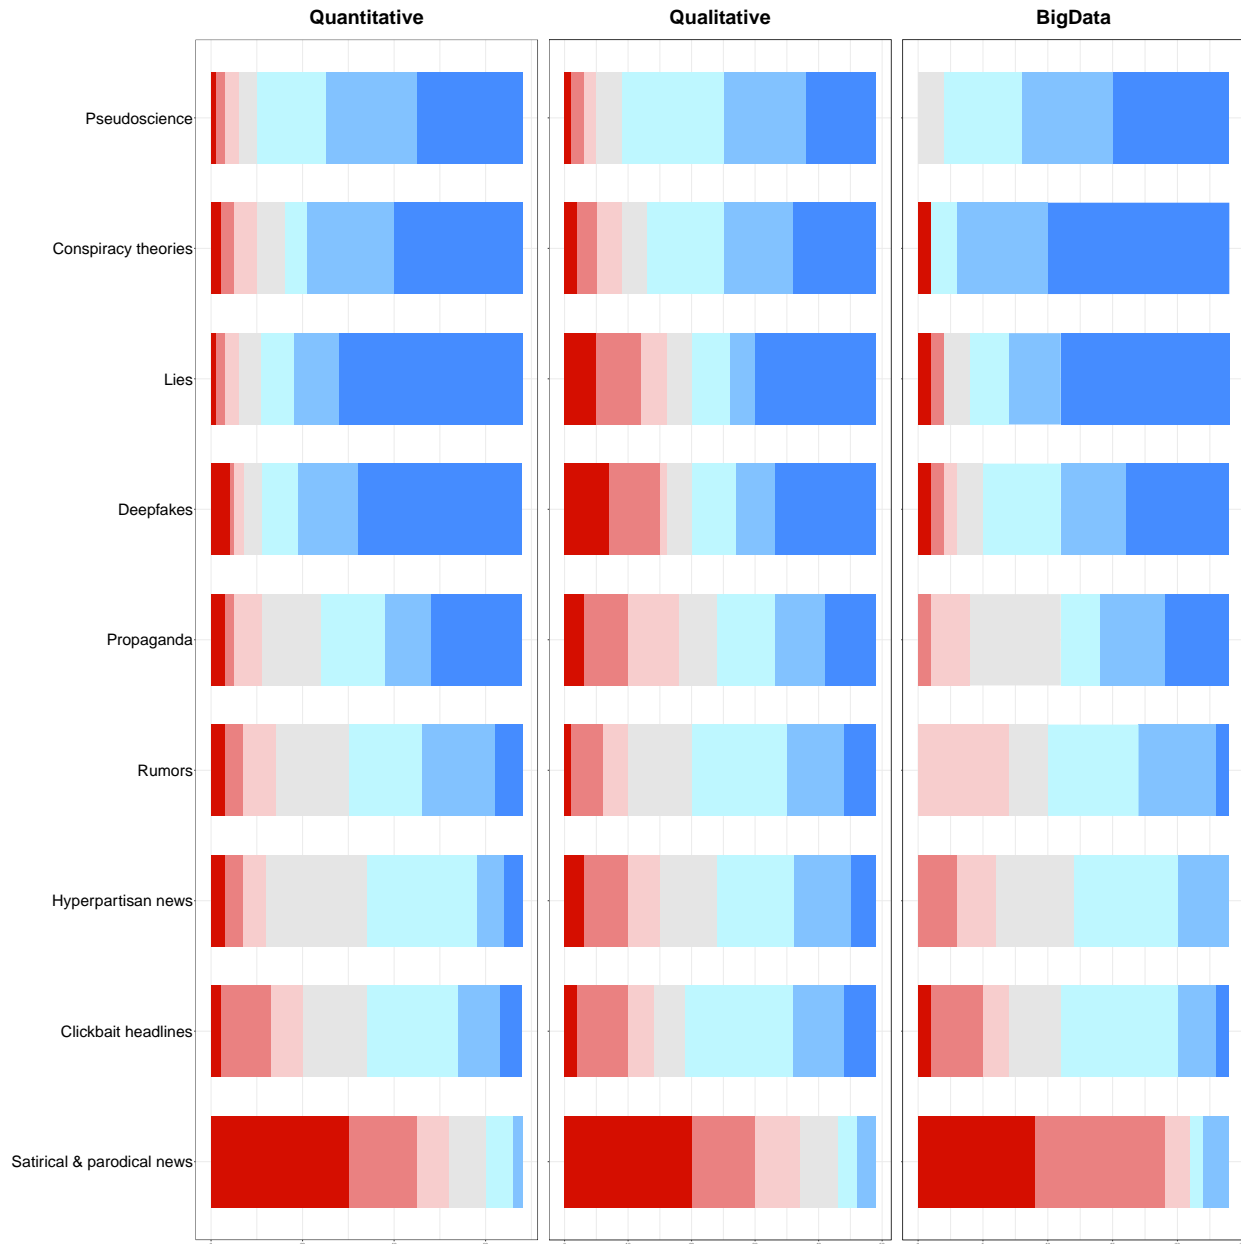 Quantitative
Qualitative
BigData
Pseudoscience
Conspiracy theories
Lies
Deepfakes
Propaganda
Rumors
Hyperpartisan news
Clickbait headlines
Satirical & parodical news